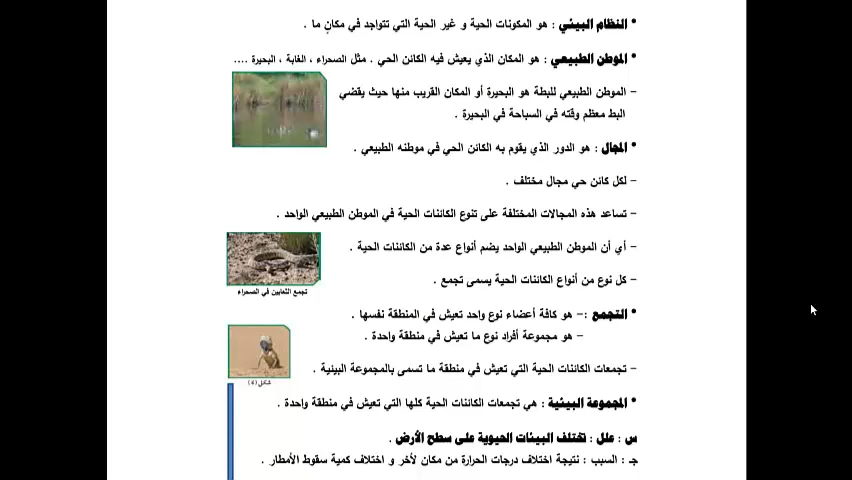 • النظام البيئي : هو المكونات الحية و غير الحية التي تتواجد في مكانٍ ما .
• الموطن الطبيعي : هو المكان الذي يعيش فيه الكائن الحي . مثل الصحراء ، الغابة ، البحيرة ....
– الموطن الطبيعي للبطة هو البحيرة أو المكان القريب منها حيث يقضي
البط معظم وقته في السباحة في البحيرة .
• المجال : هو الدور الذي يقوم به الكائن الحي في موطنه الطبيعي .
– لكل كائن حي مجال مختلف .
– تساعد هذه المجالات المختلفة على تنوع الكائنات الحية في الموطن الطبيعي الواحد .
– أي أن الموطن الطبيعي الواحد يضم أنواع عدة من الكائنات الحية .
– كل نوع من أنواع الكائنات الحية يسمى تجمع .
تجمع الثعابين في الصحراء
• التجمع :– هو كافة أعضاء نوع واحد تعيش في المنطقة نفسها .
– هو مجموعة أفراد نوع ما تعيش في منطقة واحدة .
– تجمعات الكائنات الحية التي تعيش في منطقة ما تسمى بالمجموعة البيئية .
شكل (4)
• المجموعة البيئية : هي تجمعات الكائنات الحية كلها التي تعيش في منطقة واحدة .
س : علل : تختلف البيئات الحيوية على سطح الأرض .
جـ : السبب : نتيجة اختلاف درجات الحرارة من مكان لأخر و اختلاف كمية سقوط الأمطار .